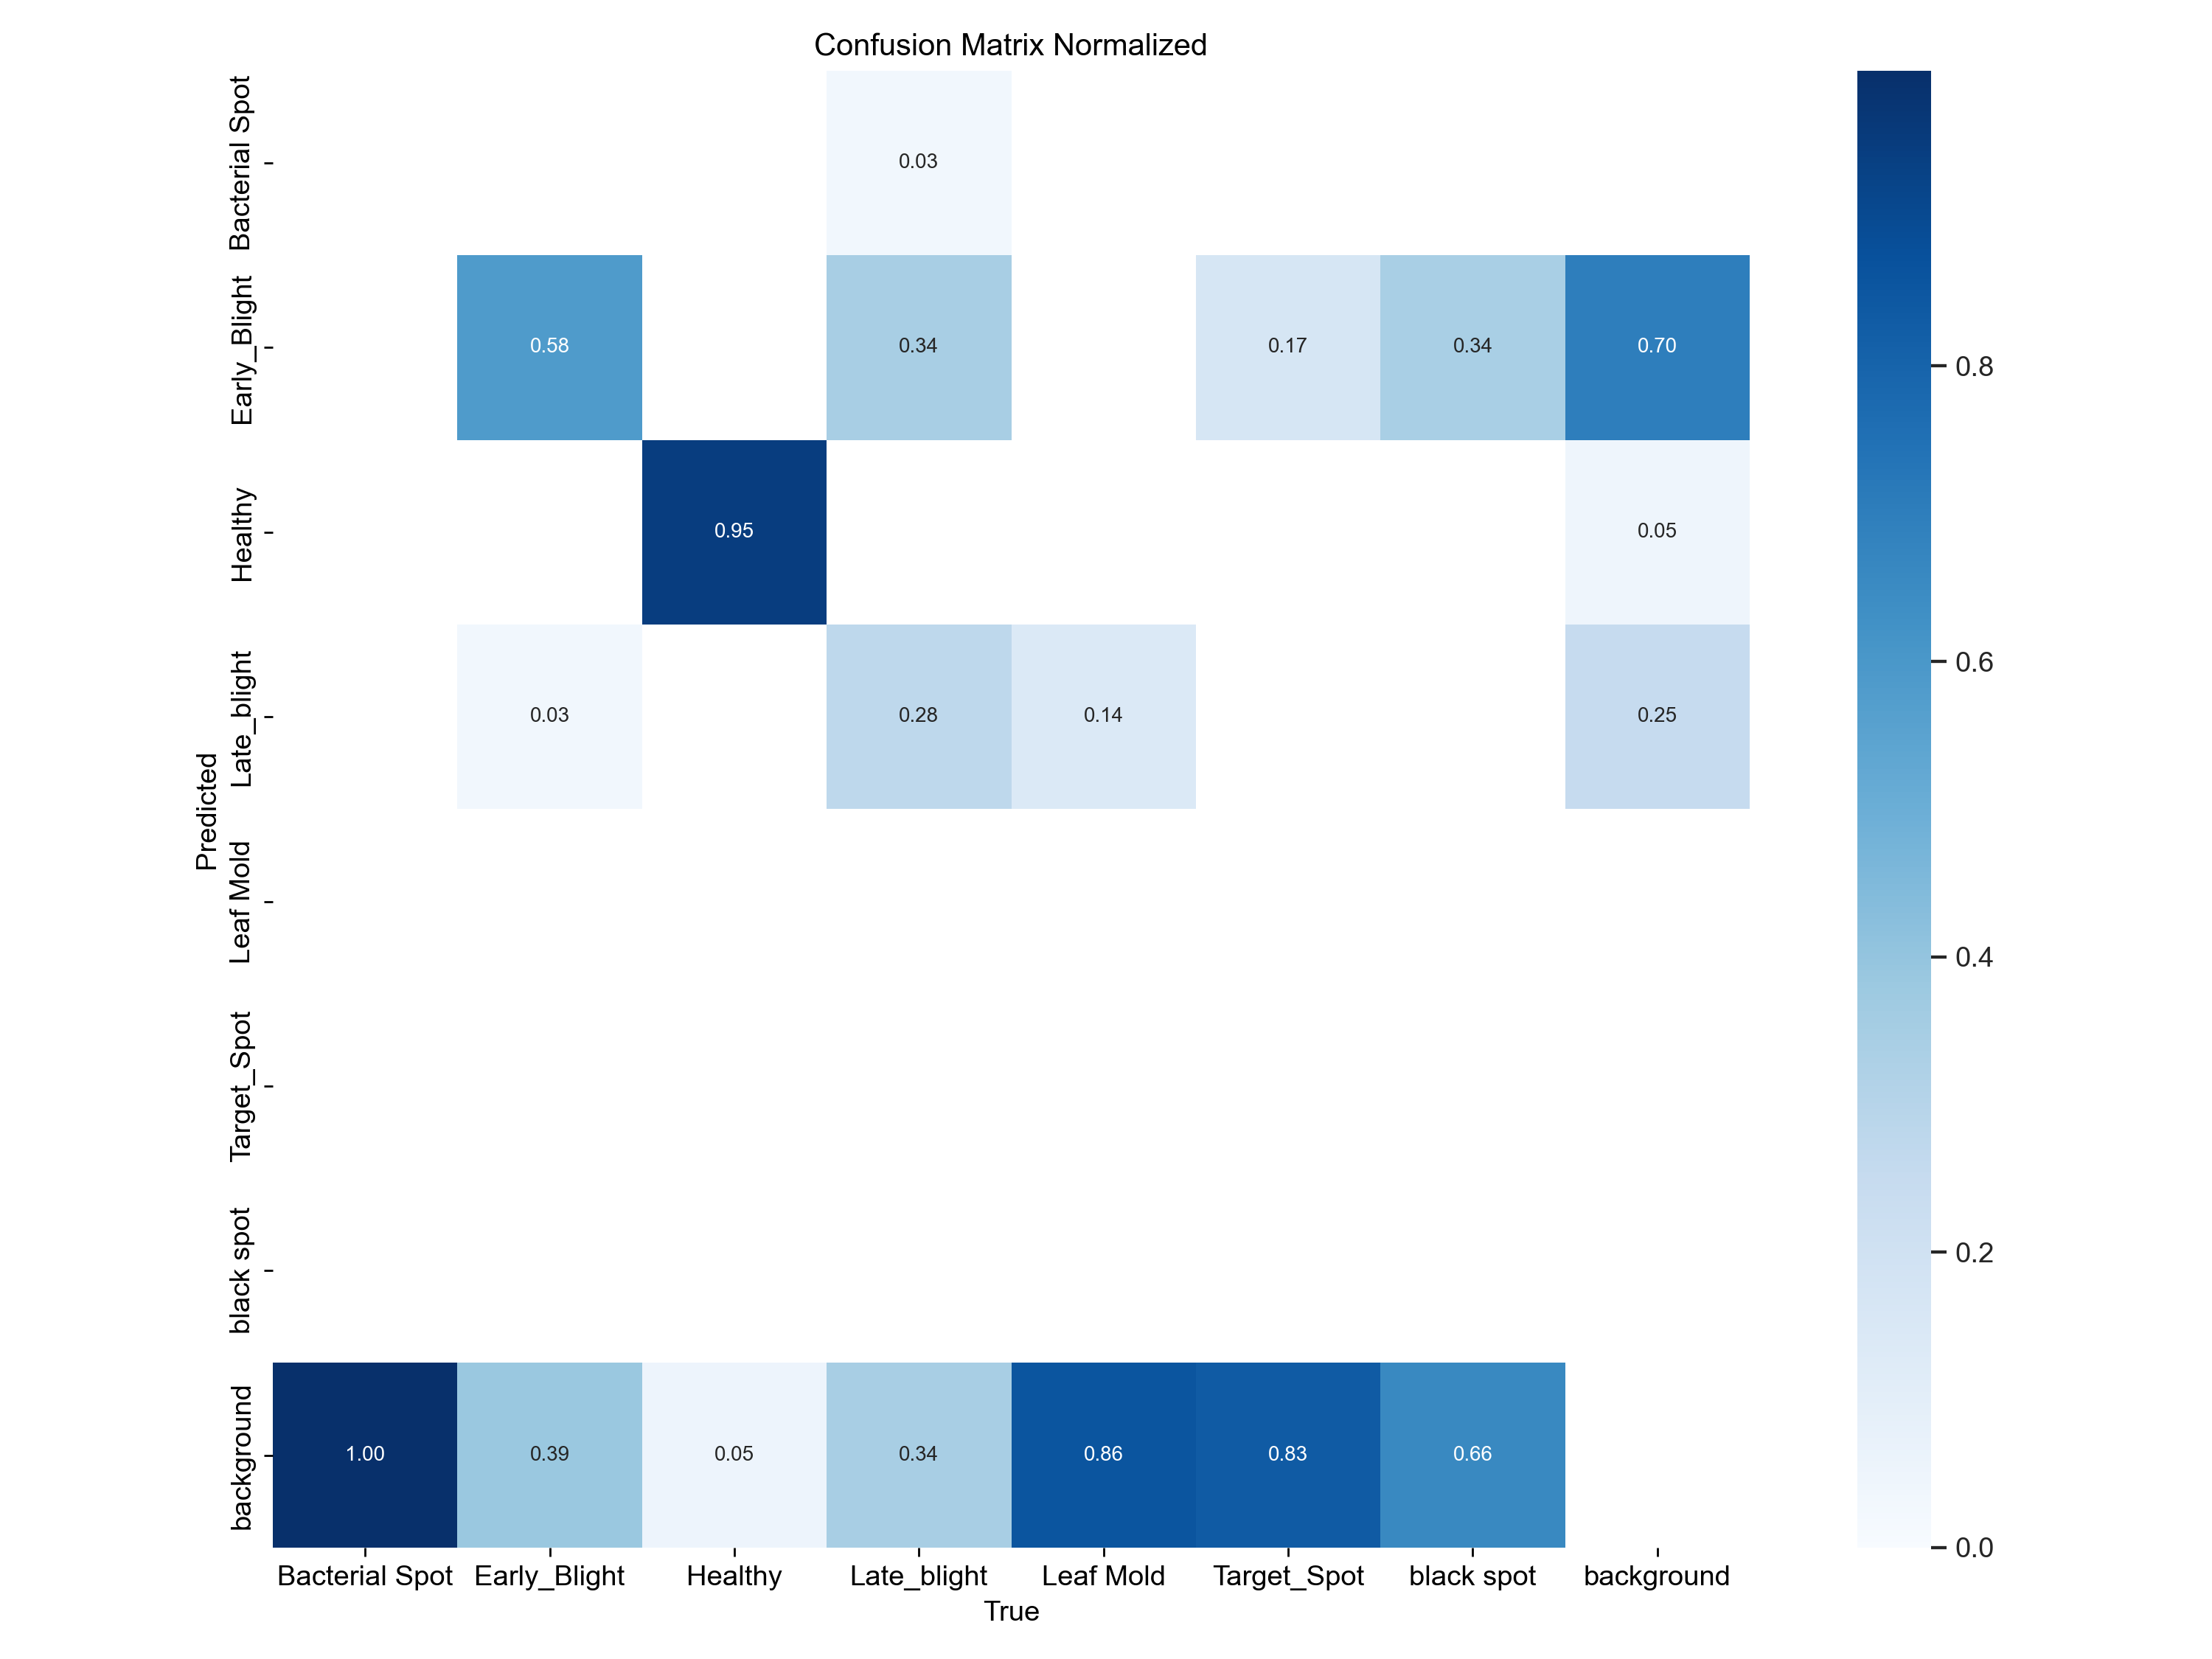 Confusion Matrix Normalized
Predicted
Bacterial Spot
0.03
Early_Blight
0.58 0.34 0.17 0.34 0.70
Healthy
0.95 0.05
Late_blight
0.03 0.28 0.14 0.25
Leaf Mold
Target_Spot
black spot
background
1.00 0.39 0.05 0.34 0.86 0.83 0.66
Bacterial Spot Early_Blight Healthy Late_blight Leaf Mold Target_Spot black spot background
True
0.8
0.6
0.4
0.2
0.0